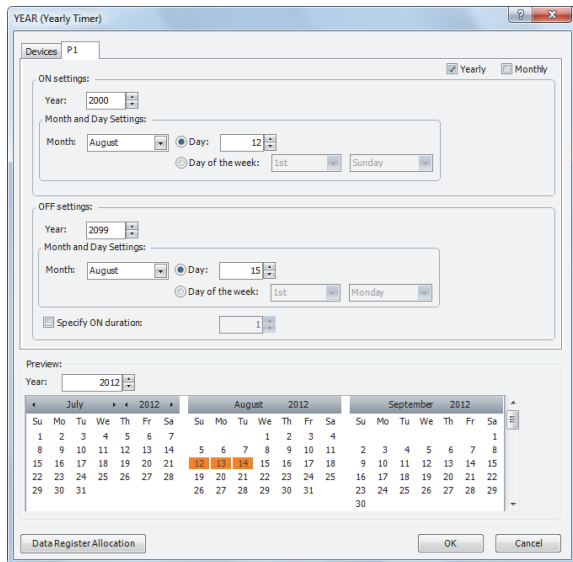 YEAR (Yearly Timer)
Devices P1
Yearly Monthly
ON settings:
Year: 2000
Month and Day Settings:
Month: August Day: 12
Day of the week: 1st Sunday
OFF settings:
Year: 2099
Month and Day Settings:
Month: August Day: 15
Day of the week: 1st Monday
Specify ON duration: 1
Preview:
Year: 2012
July 2012 August 2012 September 2012
Su Mo Tu We Th Fr Sa Su Mo Tu We Th Fr Sa Su Mo Tu We Th Fr Sa
1 2 3 4 5 6 7 1 2 3 4 1
8 9 10 11 12 13 14 5 6 7 8 9 10 11 2 3 4 5 6 7 8
15 16 17 18 19 20 21 12 13 14 15 16 17 18 9 10 11 12 13 14 15
22 23 24 25 26 27 28 19 20 21 22 23 24 25 16 17 18 19 20 21 22
29 30 31 26 27 28 29 30 31 23 24 25 26 27 28 29
30
Data Register Allocation OK Cancel